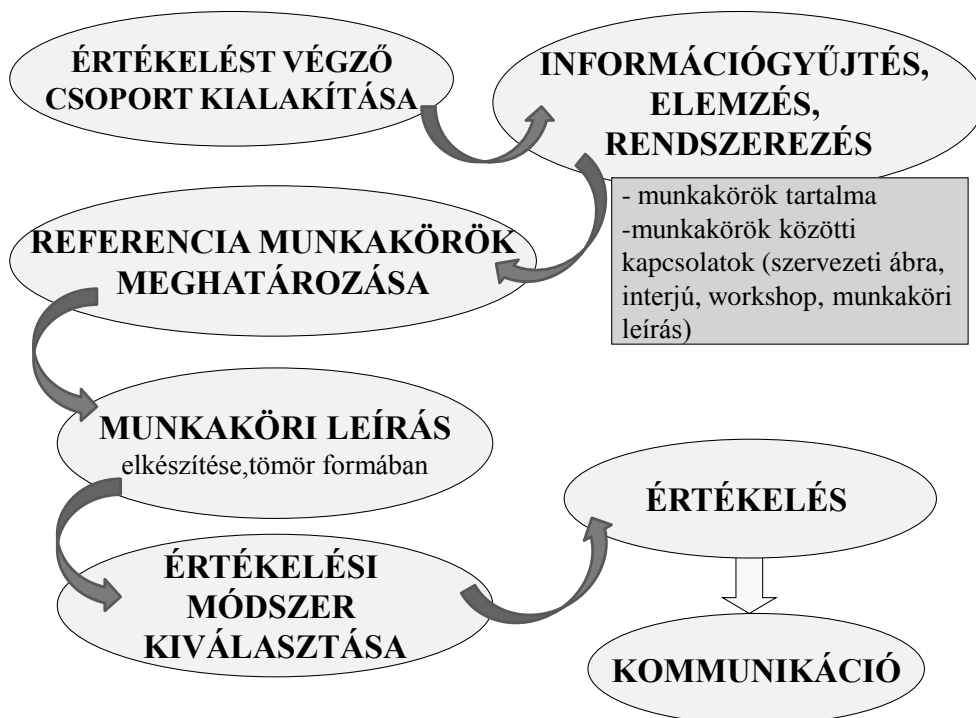 ÉRTÉKELÉST VÉGZŐ
CSOPORT KIALAKÍTÁSA
INFORMÁCIÓGYŰJTÉS,
ELEMZÉS,
RENDSZEREZÉS
- munkakörök tartalma
-munkakörök közötti
kapcsolatok (szervezeti ábra,
interjú, workshop, munkaköri
leírás)
REFERENCIA MUNKAKÖRÖK
MEGHATÁROZÁSA
MUNKAKÖRI LEÍRÁS
elkészítése,tömör formában
ÉRTÉKELÉSI
MÓDSZER
KIVÁLASZTÁSA
ÉRTÉKELÉS
KOMMUNIKÁCIÓ